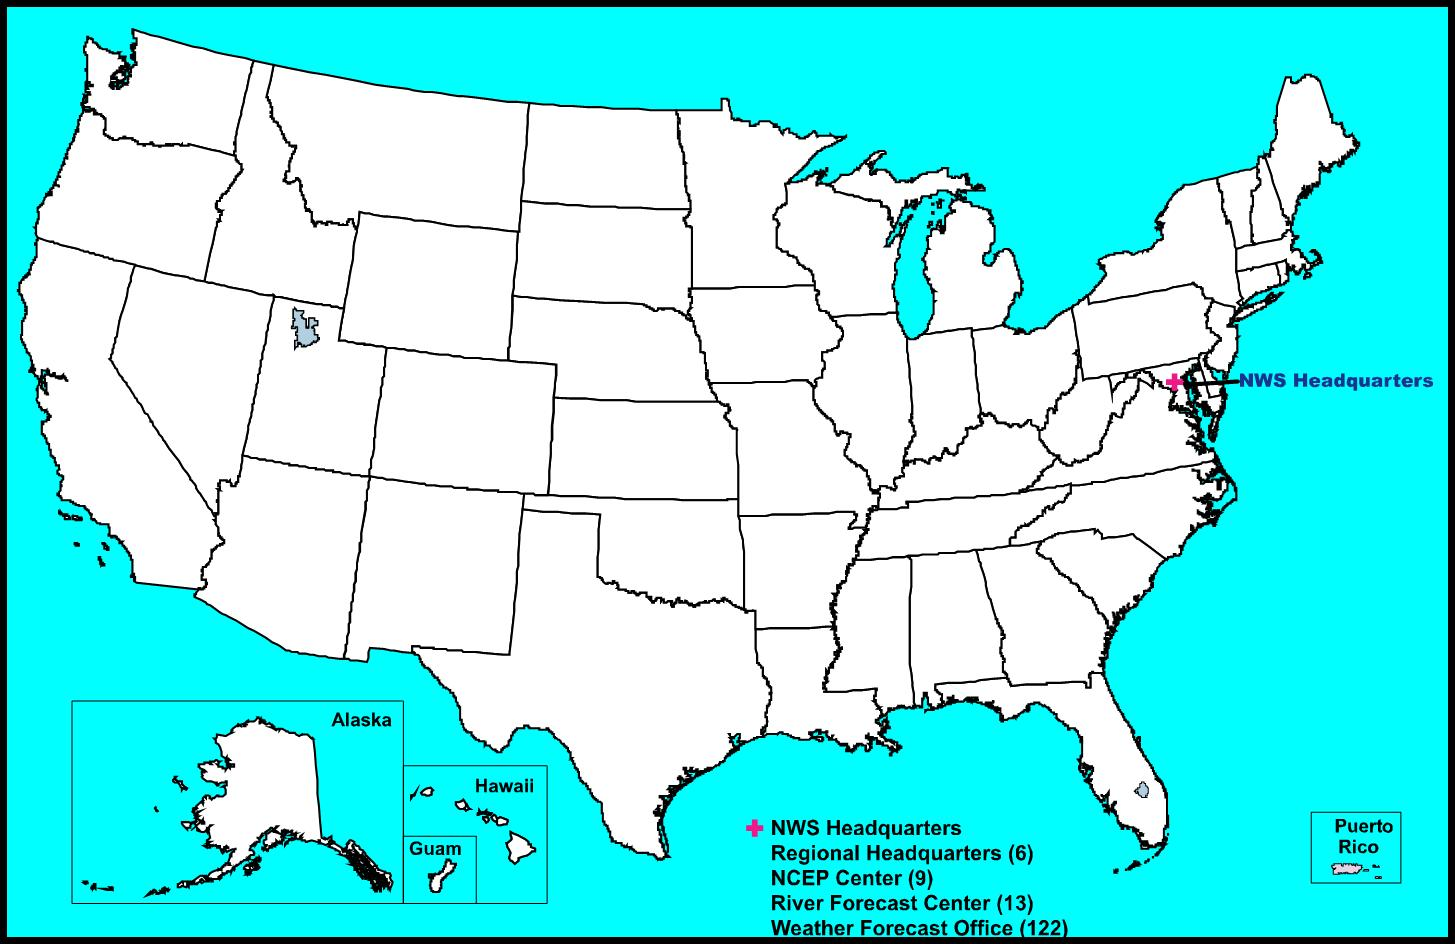 NWS Headquarters
Alaska
Hawaii
Guam
NWS Headquarters
Regional Headquarters (6)
NCEP Center (9)
River Forecast Center (13)
Weather Forecast Office (122)
Puerto
Rico